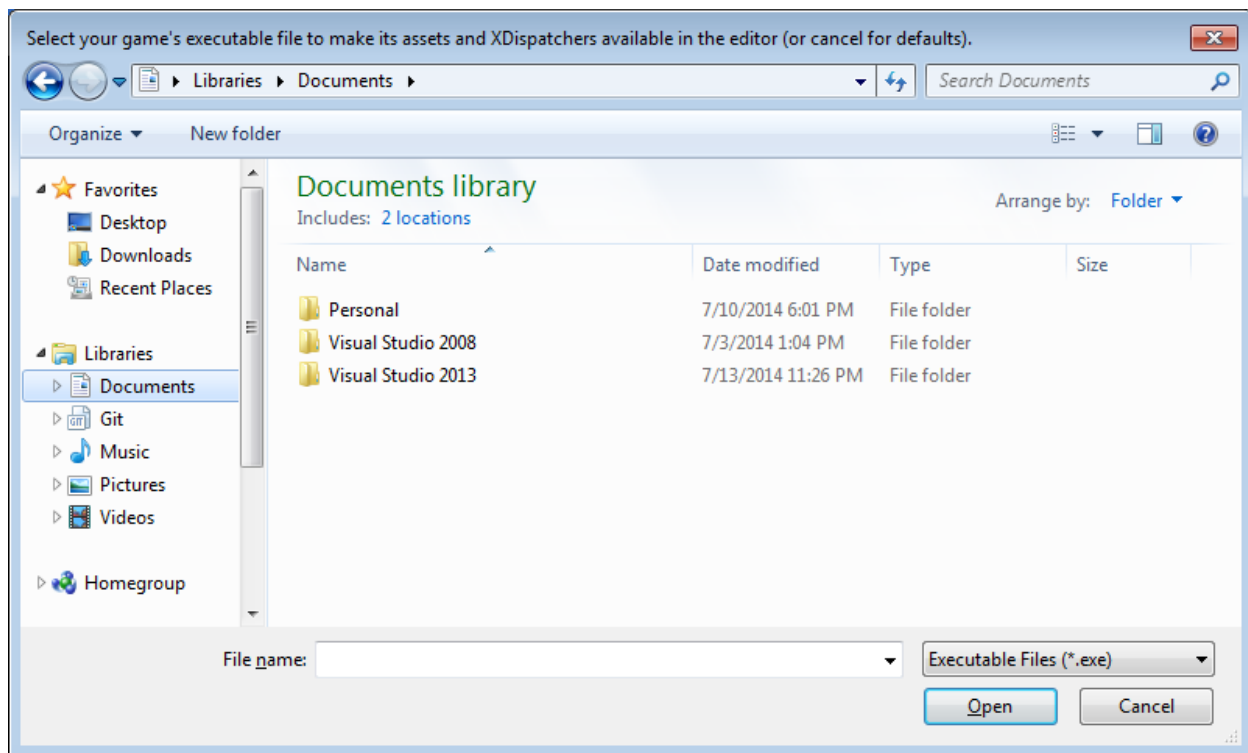 Select your game's executable file to make its assets and XDispatchers available in the editor (or cancel for defaults).
Libraries Documents
Search Documents
Organize New folder
Favorites
Desktop
Downloads
Recent Places
Libraries
Documents
Git
Music
Pictures
Videos
Homegroup
Documents library
Includes: 2 locations
Arrange by: Folder
Name Date modified Type Size
Personal 7/10/2014 6:01 PM File folder
Visual Studio 2008 7/3/2014 1:04 PM File folder
Visual Studio 2013 7/13/2014 11:26 PM File folder
File name:
Executable Files (*.exe)
Open Cancel